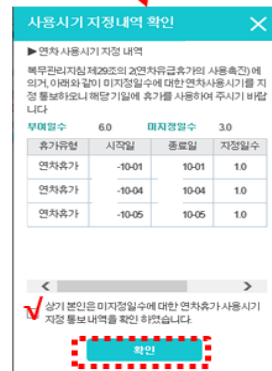 사용시기 지정내역 확인
▶ 연차 사용시기 지정 내역
복무관리지침 제29조의 2(연차유급휴가의 사용촉진)에
의거, 아래와 같이 미지정일수에 대한 연차사용시기를 지
정 통보하오니 해당 기일에 휴가를 사용하여 주시기 바랍
니다
부여일수 6.0 미지정일수 3.0
휴가유형 시작일 종료일 지정일수
연차휴가 -10-01 10-01 1.0
연차휴가 -10-04 10-04 1.0
연차휴가 -10-05 10-05 1.0
상기 본인은 미지정일수에 대한 연차휴가 사용시기
지정 통보 내역을 확인 하였습니다.
확인